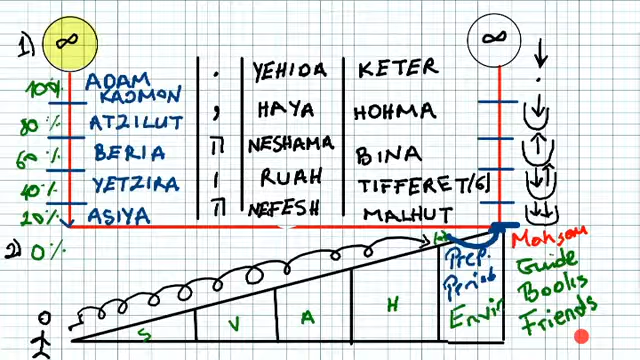 1)
∞
∞
100% ADAM KADMON . YEHIDA KETER
80% ATZILUT , HAYA HOHMA
60% BERIA ח NESHAMA BINA
40% YETZIRA ו RUAH TIFFERET/6)
20% ASIYA ח NEFESH MALHUT
2) 0%
Mahsom
Guide
Books
Friends
Prep.
Period
Envir
S V A H